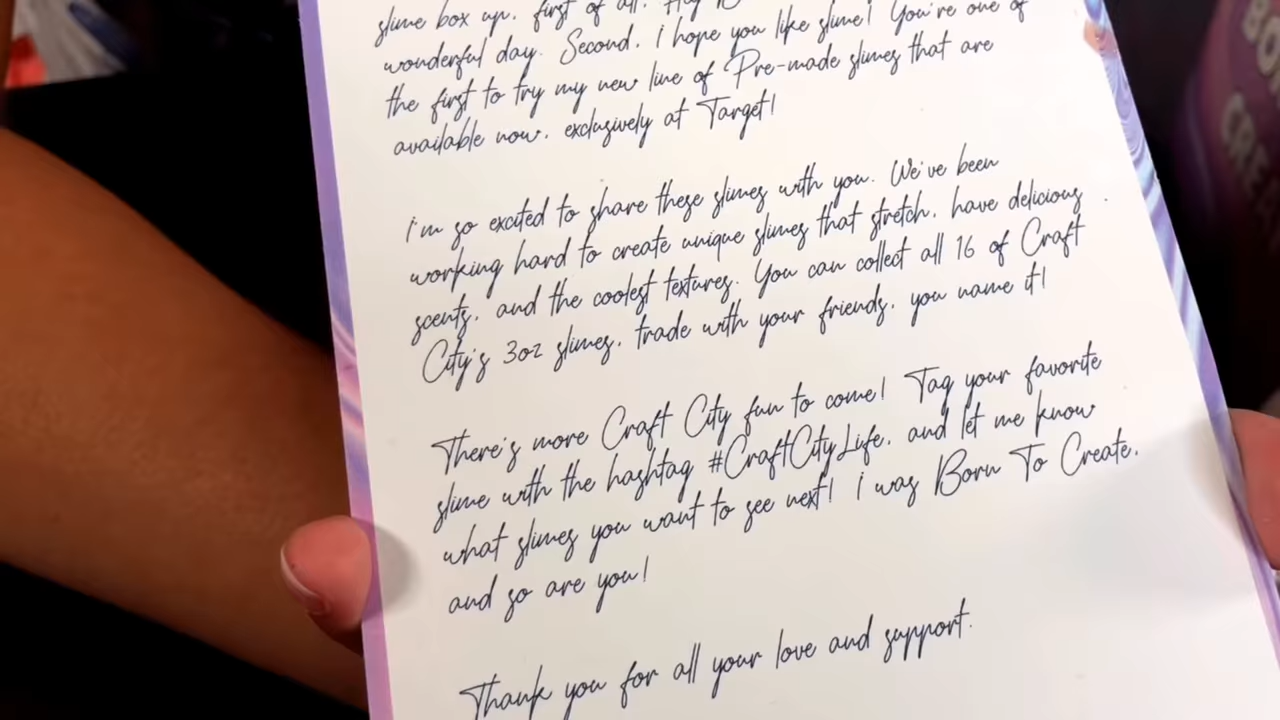 slime box up. first of all.
wonderful day. Second, i hope you like slime! You're one of
the first to try my new line of Pre-made slimes that are
available now, exclusively at Target!
i'm so excited to share these slimes with you. We've been
working hard to create unique slimes that stretch, have delicious
scents, and the coolest textures. You can collect all 16 of Craft
City's 3oz slimes, trade with your friends, you name it!
There's more Craft City fun to come! Tag your favorite
slime with the hashtag #CraftCityLife, and let me know
what slimes you want to see next! i was Born To Create,
and so are you!
Thank you for all your love and support.